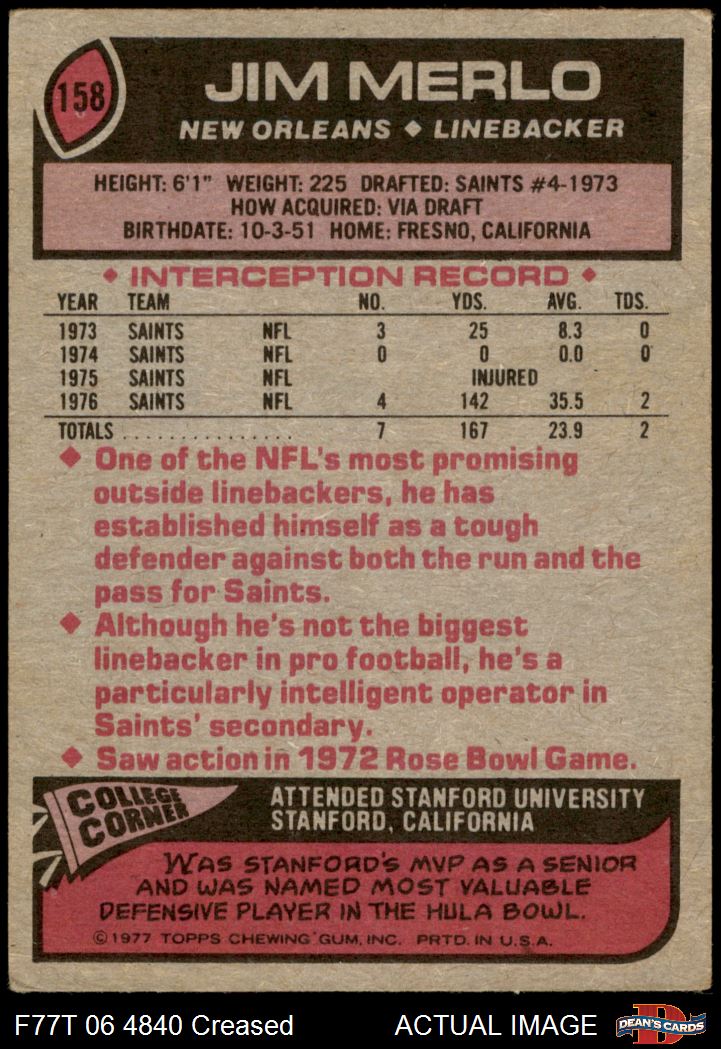 158
JIM MERLO
NEW ORLEANS ◆ LINEBACKER
HEIGHT: 6'1" WEIGHT: 225 DRAFTED: SAINTS #4-1973
HOW ACQUIRED: VIA DRAFT
BIRTHDATE: 10-3-51 HOME: FRESNO, CALIFORNIA
◆ INTERCEPTION RECORD ◆
YEAR TEAM NO. YDS. AVG. TDS.
1973 SAINTS NFL 3 25 8.3 0
1974 SAINTS NFL 0 0 0.0 0
1975 SAINTS NFL INJURED
1976 SAINTS NFL 4 142 35.5 2
TOTALS . . . . . . . . . . . . . . . 7 167 23.9 2
◆ One of the NFL's most promising
outside linebackers, he has
established himself as a tough
defender against both the run and the
pass for Saints.
◆ Although he's not the biggest
linebacker in pro football, he's a
particularly intelligent operator in
Saints' secondary.
◆ Saw action in 1972 Rose Bowl Game.
COLLEGE
CORNER
ATTENDED STANFORD UNIVERSITY
STANFORD, CALIFORNIA
WAS STANFORD'S MVP AS A SENIOR
AND WAS NAMED MOST VALUABLE
DEFENSIVE PLAYER IN THE HULA BOWL.
© 1977 TOPPS CHEWING GUM, INC. PRTD. IN U.S.A.
F77T 06 4840 Creased ACTUAL IMAGE
D
DEAN'S CARDS